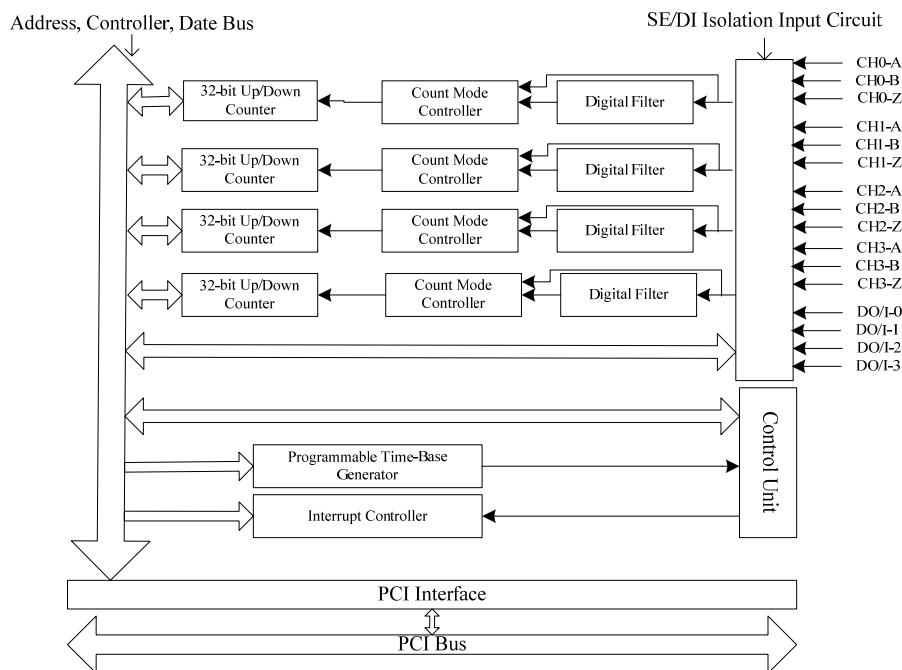 Address, Controller, Date Bus
SE/DI Isolation Input Circuit
32-bit Up/Down
Counter
Count Mode
Controller
Digital Filter
CH0-A
CH0-B
CH0-Z
32-bit Up/Down
Counter
Count Mode
Controller
Digital Filter
CH1-A
CH1-B
CH1-Z
32-bit Up/Down
Counter
Count Mode
Controller
Digital Filter
CH2-A
CH2-B
CH2-Z
32-bit Up/Down
Counter
Count Mode
Controller
Digital Filter
CH3-A
CH3-B
CH3-Z
DO/I-0
DO/I-1
DO/I-2
DO/I-3
Control Unit
Programmable Time-Base
Generator
Interrupt Controller
PCI Interface
PCI Bus